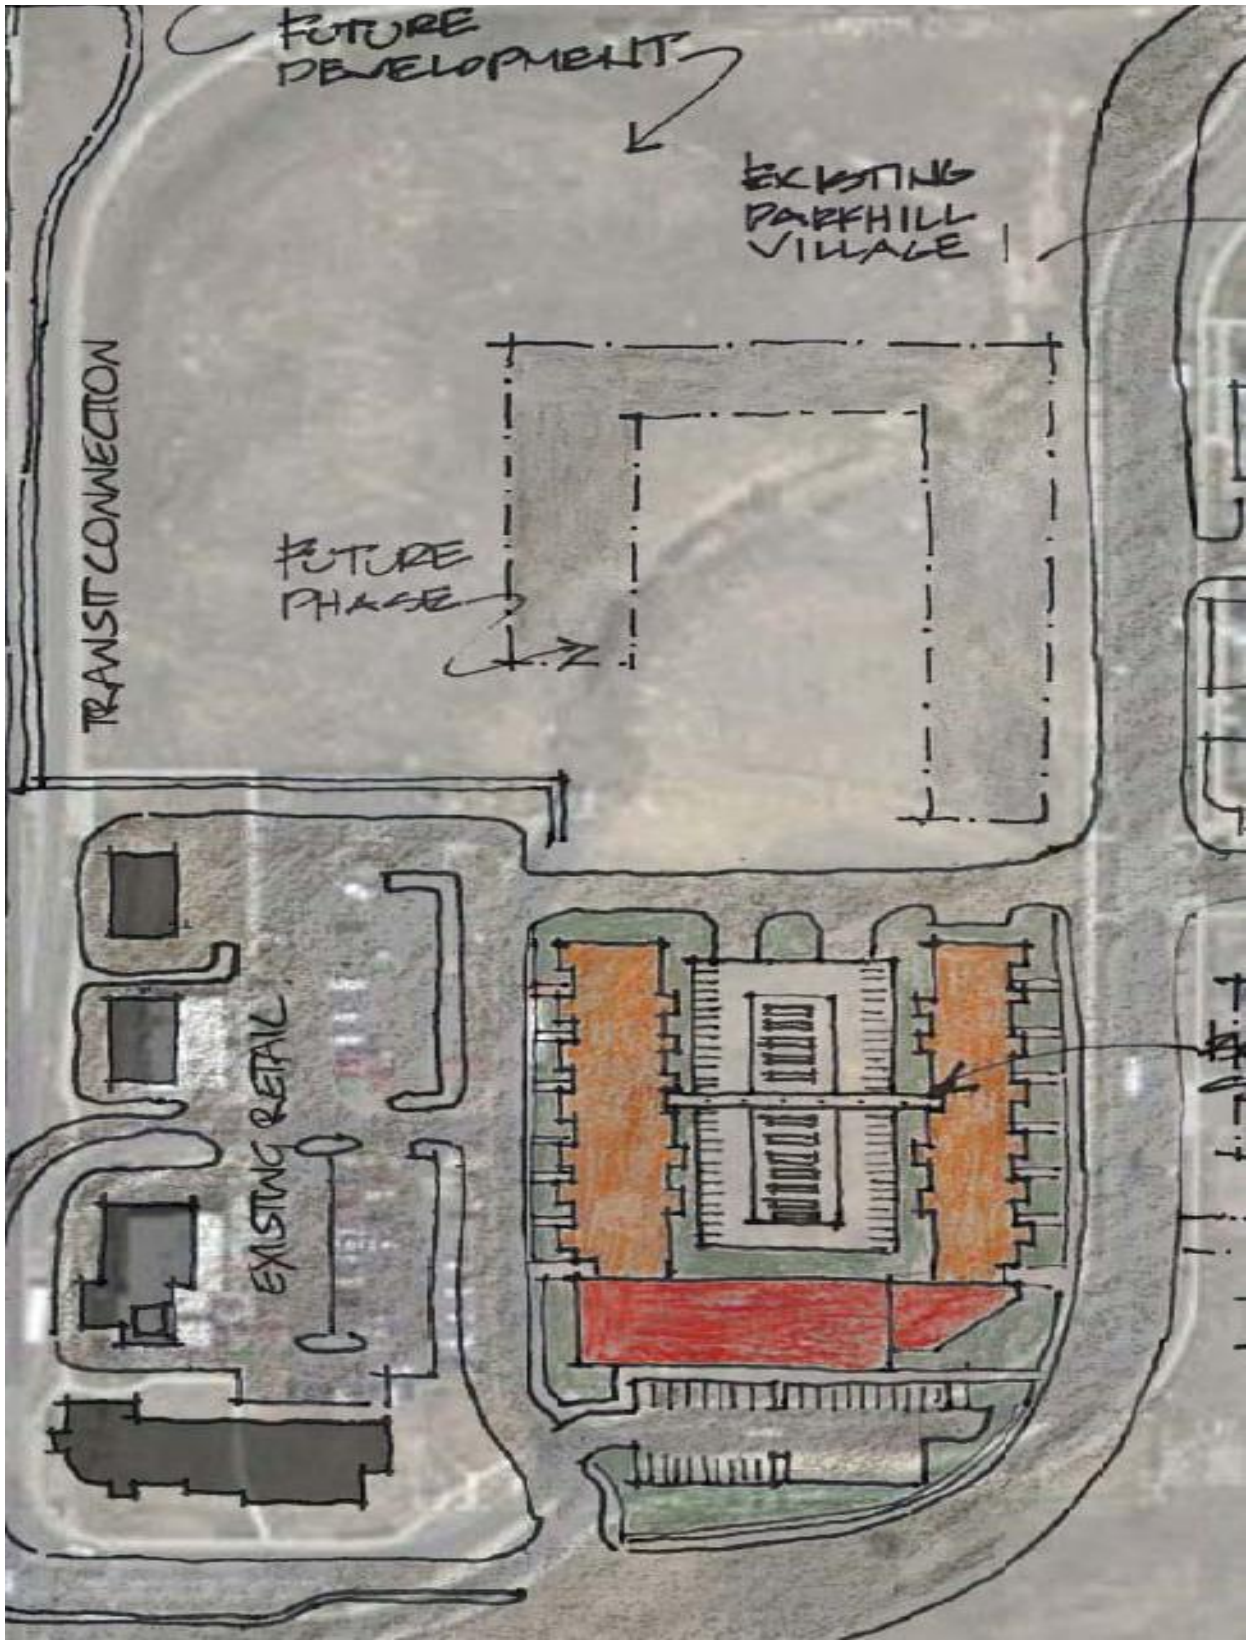 FUTURE
DEVELOPMENT
EXISTING
PARKHILL
VILLAGE
TRANSIT CONNECTION
FUTURE
PHASE
EXISTING RETAIL